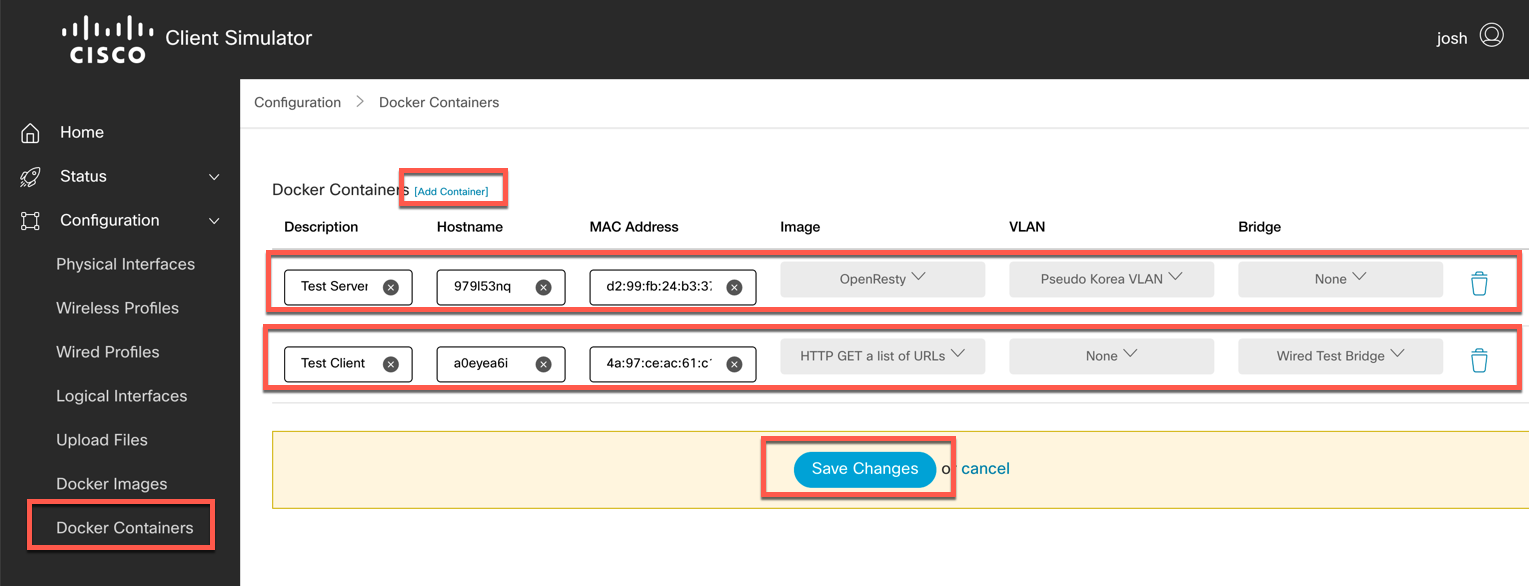 CISCO Client Simulator
josh
Configuration > Docker Containers
Home
Status
Configuration
Physical Interfaces
Wireless Profiles
Wired Profiles
Logical Interfaces
Upload Files
Docker Images
Docker Containers
Docker Containers [Add Container]
Description Hostname MAC Address Image VLAN Bridge
Test Server 979l53nq d2:99:fb:24:b3:3 OpenResty Pseudo Korea VLAN None
Test Client a0eyea6i 4a:97:ce:ac:61:c HTTP GET a list of URLs None Wired Test Bridge
Save Changes or cancel